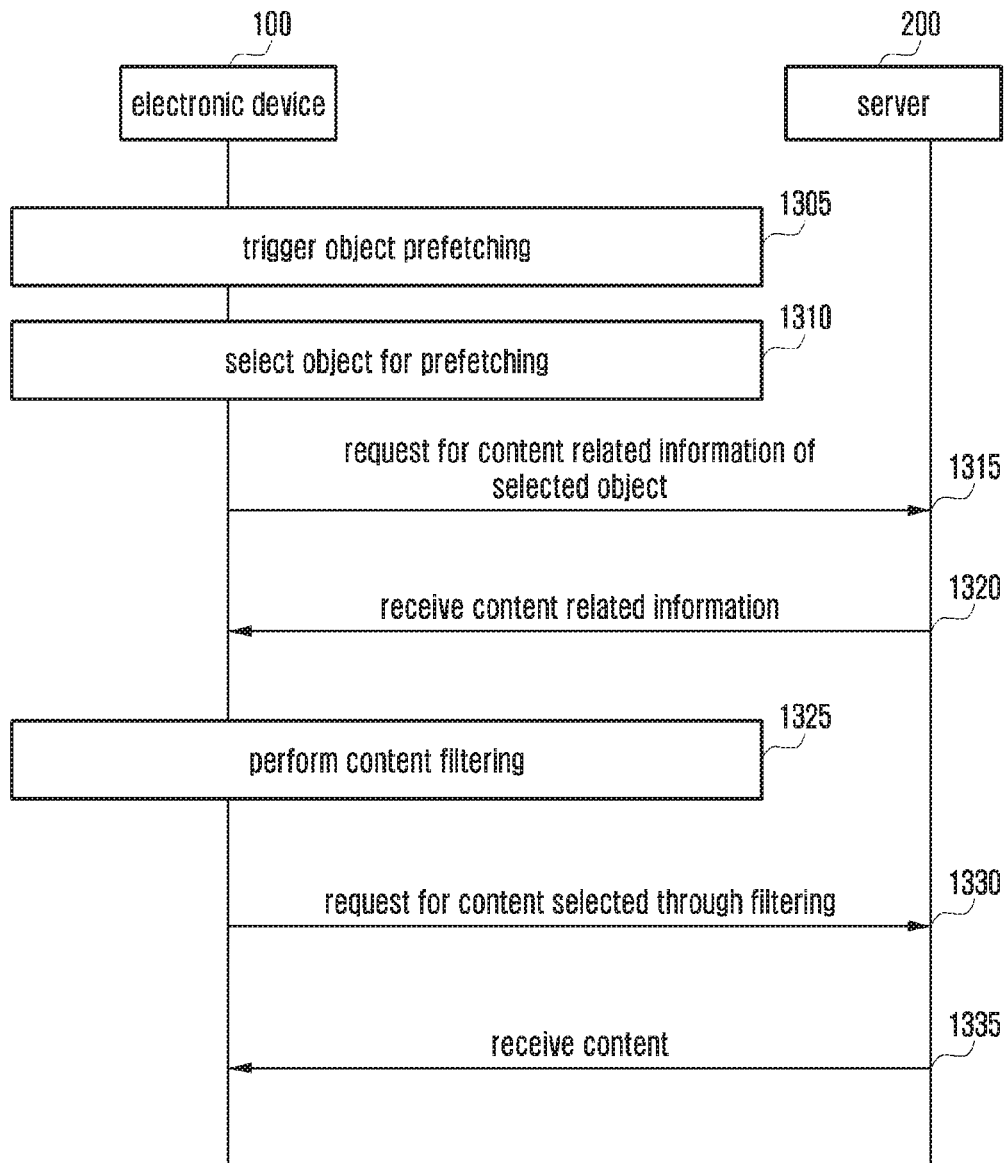 100
200
electronic device
server
1305
trigger object prefetching
1310
select object for prefetching
request for content related information of
selected object
1315
1320
receive content related information
1325
perform content filtering
1330
request for content selected through filtering
1335
receive content